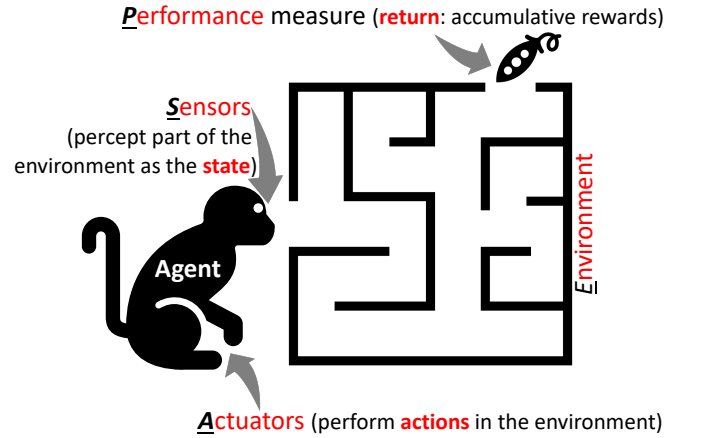 Performance measure (return: accumulative rewards)
Sensors
(percept part of the
environment as the state)
Environment
Agent
Actuators (perform actions in the environment)